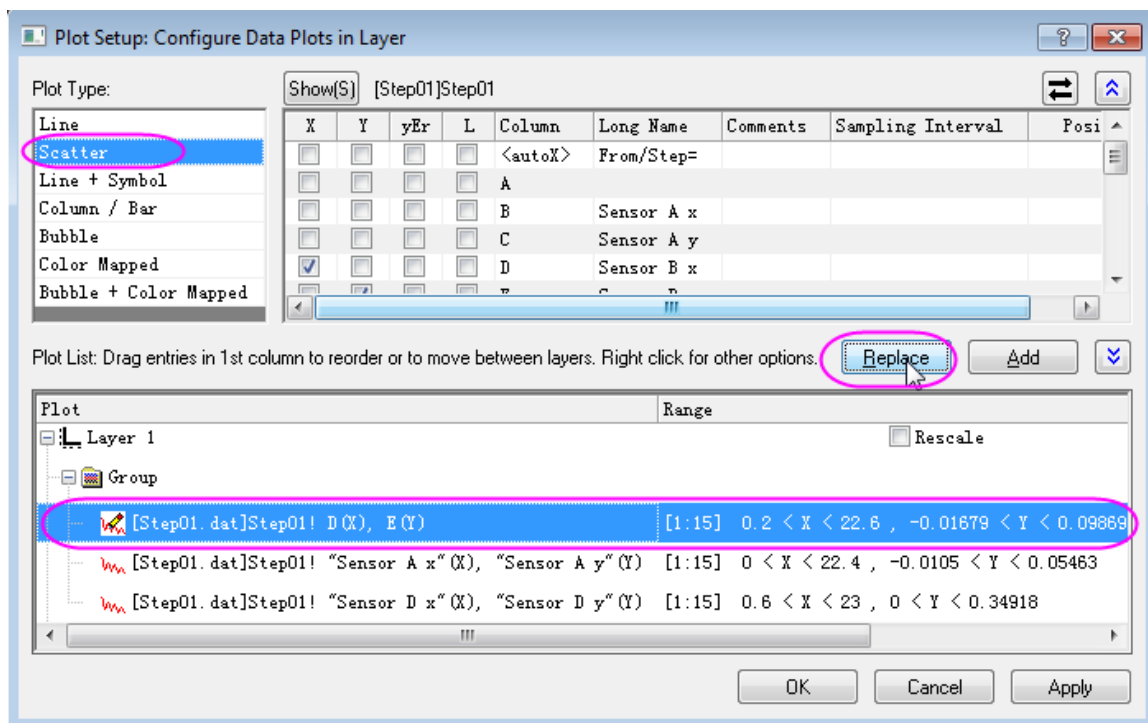 Plot Setup: Configure Data Plots in Layer
Plot Type: Show(S) [Step01]Step01
Line
Scatter
Line + Symbol
Column / Bar
Bubble
Color Mapped
Bubble + Color Mapped
X Y yEr L Column Long Name Comments Sampling Interval Posi
<autoX> From/Step=
A
B Sensor A x
C Sensor A y
D Sensor B x
Plot List: Drag entries in 1st column to reorder or to move between layers. Right click for other options. Replace Add
Plot Range
Layer 1 Rescale
Group
[Step01.dat]Step01! D(X), E(Y) [1:15] 0.2 < X < 22.6 , -0.01679 < Y < 0.09869
[Step01.dat]Step01! "Sensor A x"(X), "Sensor A y"(Y) [1:15] 0 < X < 22.4 , -0.0105 < Y < 0.05463
[Step01.dat]Step01! "Sensor D x"(X), "Sensor D y"(Y) [1:15] 0.6 < X < 23 , 0 < Y < 0.34918
OK Cancel Apply